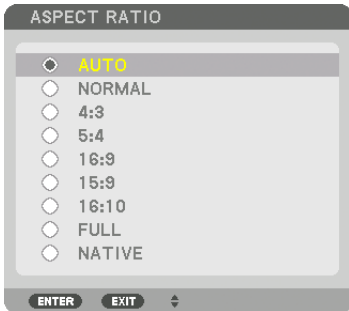 ASPECT RATIO
AUTO
NORMAL
4:3
5:4
16:9
15:9
16:10
FULL
NATIVE
ENTER EXIT